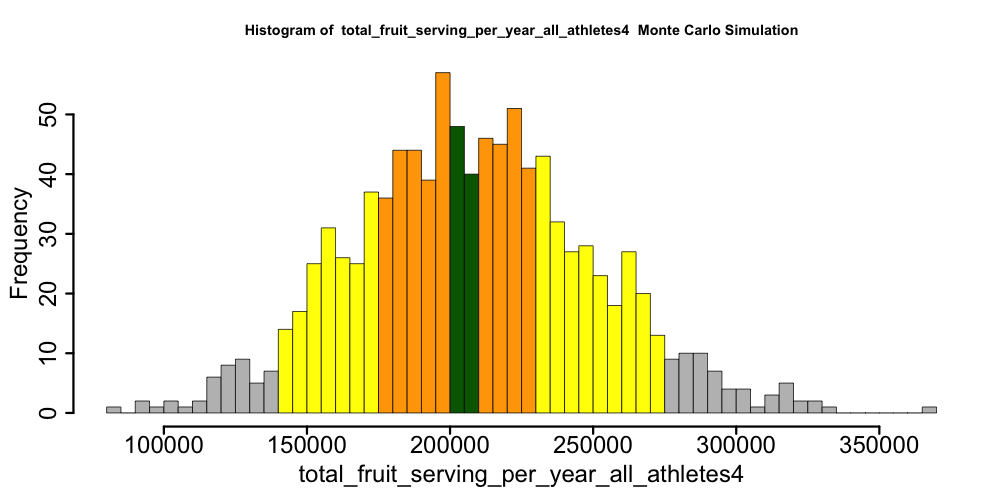 Histogram of  total_fruit_serving_per_year_all_athletes4  Monte Carlo Simulation
50
40
30
20
10
0
Frequency
100000 150000 200000 250000 300000 350000
total_fruit_serving_per_year_all_athletes4